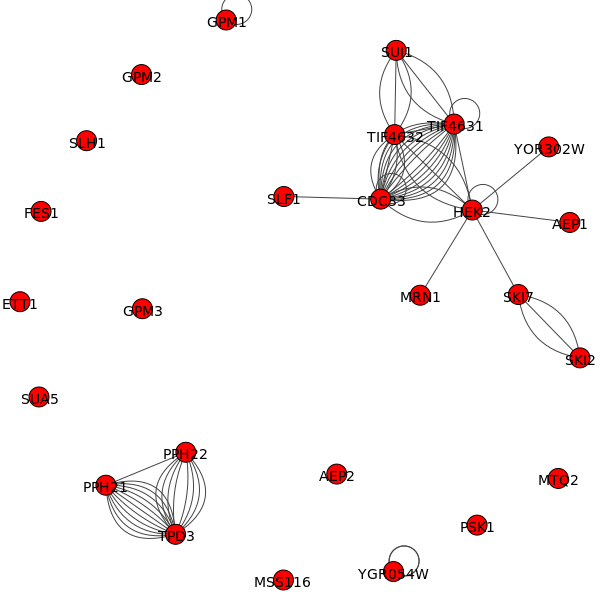 GPM1
SUI1
GPM2
TIF4631
TIF4632
SLH1
YOR302W
SLF1
CDC33
FES1
HEK2
AEP1
MRN1
SKI7
ETT1
GPM3
SKI2
SUA5
PPH22
AEP2
MTQ2
PPH21
PSK1
TPD3
YGR054W
MSS116